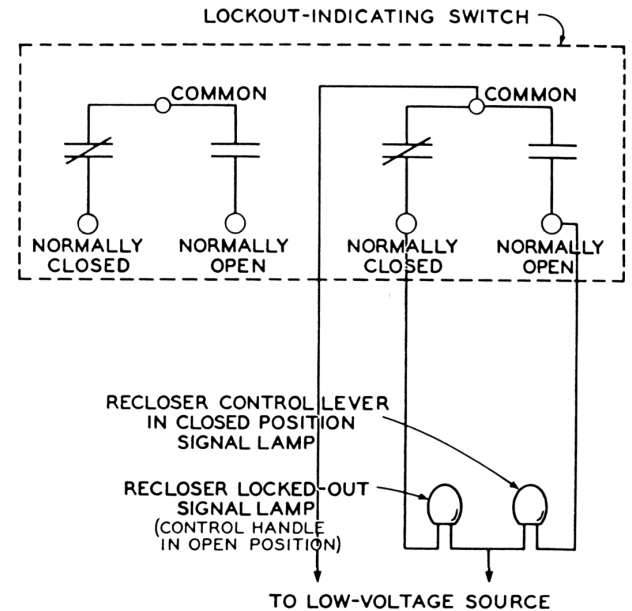 LOCKOUT-INDICATING SWITCH
COMMON
COMMON
NORMALLY
CLOSED
NORMALLY
OPEN
NORMALLY
CLOSED
NORMALLY
OPEN
RECLOSER CONTROL LEVER
IN CLOSED POSITION
SIGNAL LAMP
RECLOSER LOCKED-OUT
SIGNAL LAMP
(CONTROL HANDLE
IN OPEN POSITION)
TO LOW-VOLTAGE SOURCE